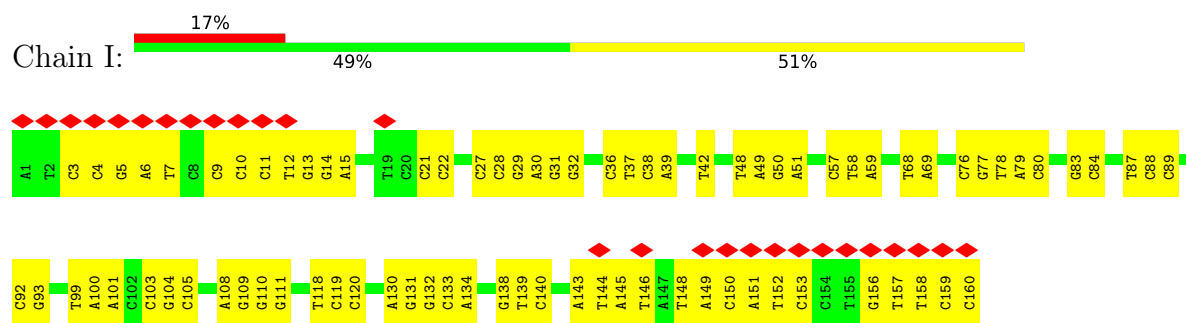 17%
Chain I:
49% 51%
A1 T2 C3 C4 G5 A6 T7 C8 C9 C10 C11 T12 G13 G14 A15 T19 C20 C21 C22 C27 C28 G29 A30 G31 G32 C36 T37 C38 A39 T42 T48 A49 G50 A51 C57 T58 A59 T68 A69 C76 G77 T78 A79 C80 G83 C84 T87 C88 C89
C92 G93 T99 A100 A101 C102 C103 G104 C105 A108 G109 G110 G111 T118 C119 C120 A130 G131 G132 C133 A134 G138 T139 C140 A143 T144 A145 T146 A147 T148 A149 C150 A151 T152 C153 C154 T155 G156 T157 T158 C159 C160